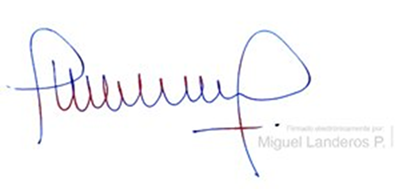 Firmado electrónicamente por:
Miguel Landeros P.